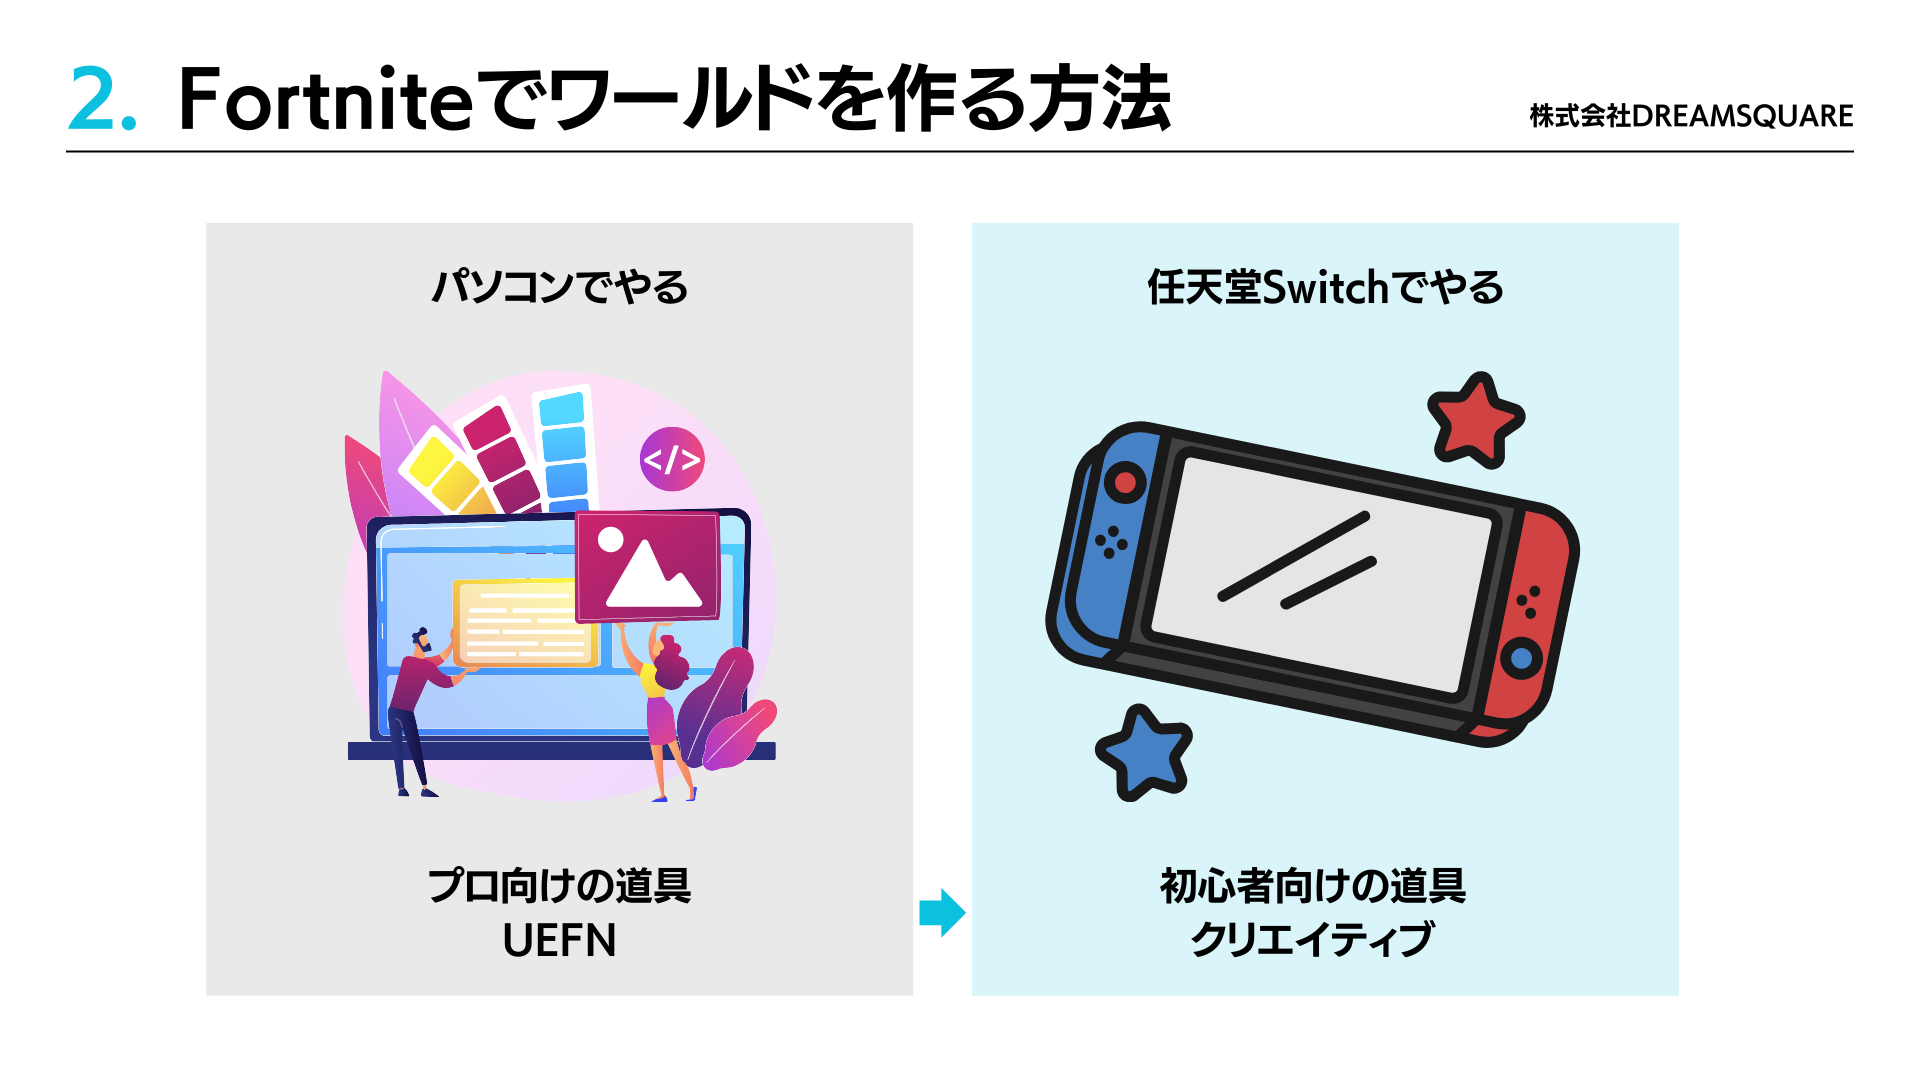 2. Fortniteでワールドを作る方法
株式会社DREAMSQUARE
パソコンでやる
</>
プロ向けの道具
UEFN
任天堂Switchでやる
初心者向けの道具
クリエイティブ